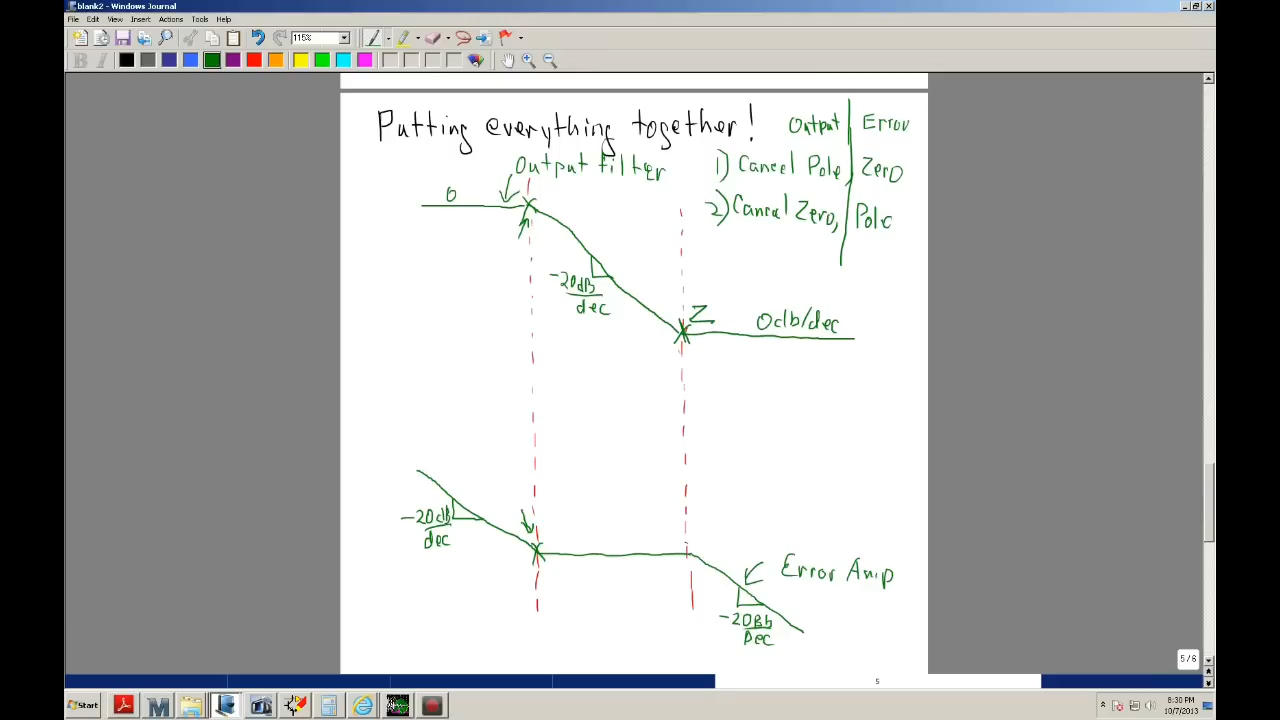 blank2 - Windows Journal
File Edit View Insert Actions Tools Help
115%
B I
Putting everything together!
Output | Error
1) Cancel Pole | Zero
2) Cancel Zero, | Pole
Output filter
0
-20dB
dec
Z
0db/dec
-20db
dec
Error Amp
-20Bb
Dec
5/6
5
Start
8:30 PM
10/7/2013